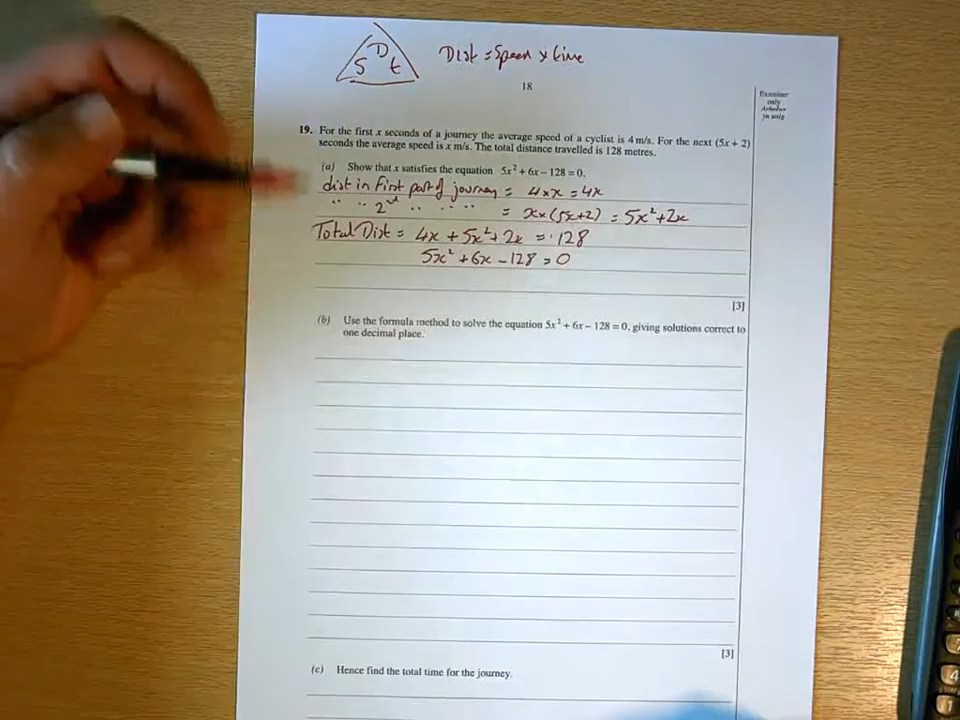 D
S t
Dist = Speed x time
18
Examiner
only
19. For the first x seconds of a journey the average speed of a cyclist is 4 m/s. For the next (5x + 2)
seconds the average speed is x m/s. The total distance travelled is 128 metres.
(a) Show that x satisfies the equation 5x² + 6x – 128 = 0.
dist in First part of journey = 4 x x = 4x
" " 2nd " " " " = x x (5x+2) = 5x² + 2x
Total Dist = 4x + 5x² + 2x = 128
5x² + 6x - 128 = 0
[3]
(b) Use the formula method to solve the equation 5x² + 6x – 128 = 0, giving solutions correct to
one decimal place.
[3]
(c) Hence find the total time for the journey.